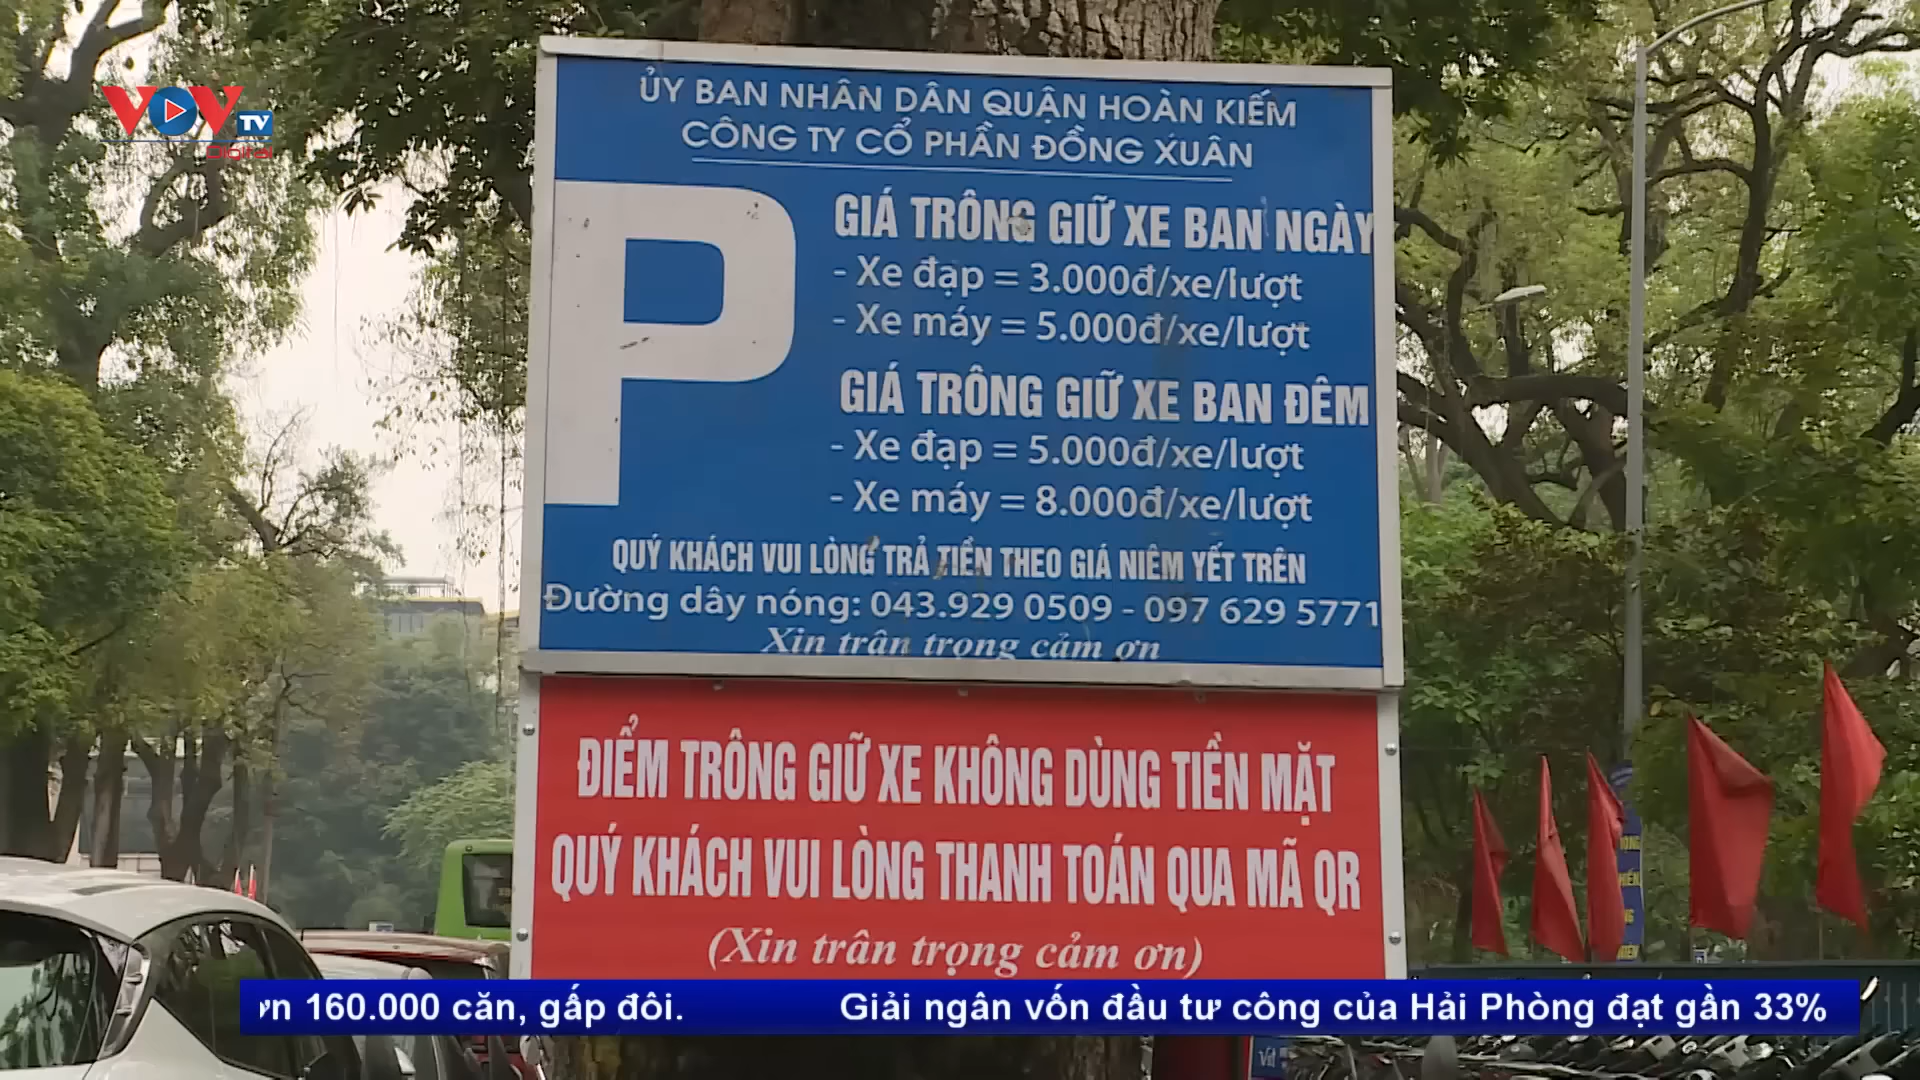 VOV TV
Digital
ỦY BAN NHÂN DÂN QUẬN HOÀN KIẾM
CÔNG TY CỔ PHẦN ĐỒNG XUÂN
P
GIÁ TRÔNG GIỮ XE BAN NGÀY
- Xe đạp = 3.000đ/xe/lượt
- Xe máy = 5.000đ/xe/lượt
GIÁ TRÔNG GIỮ XE BAN ĐÊM
- Xe đạp = 5.000đ/xe/lượt
- Xe máy = 8.000đ/xe/lượt
QUÝ KHÁCH VUI LÒNG TRẢ TIỀN THEO GIÁ NIÊM YẾT TRÊN
Đường dây nóng: 043.929 0509 - 097 629 5771
Xin trân trọng cảm ơn
ĐIỂM TRÔNG GIỮ XE KHÔNG DÙNG TIỀN MẶT
QUÝ KHÁCH VUI LÒNG THANH TOÁN QUA MÃ QR
(Xin trân trọng cảm ơn)
ơn 160.000 căn, gấp đôi. Giải ngân vốn đầu tư công của Hải Phòng đạt gần 33%